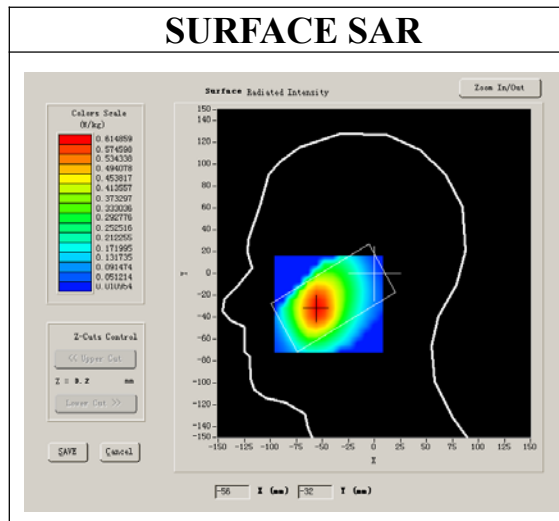 SURFACE SAR
Surface Radiated Intensity
Zoom In/Out
Colors Scale
(W/kg)
0.614859
0.574598
0.534338
0.494078
0.453817
0.413557
0.373297
0.333036
0.292776
0.252516
0.212255
0.171995
0.131735
0.091474
0.051214
0.010954
150
140
120
100
80
60
40
20
0
-20
-40
-60
-80
-100
-120
-140
-150
Y
-150 -125 -100 -75 -50 -25 0 25 50 75 100 125 150
X
Z-Cuts Control
<< Upper Cut
Z = 3.2 mm
Lower Cut >>
SAVE Cancel
-56 X (mm) -32 Y (mm)